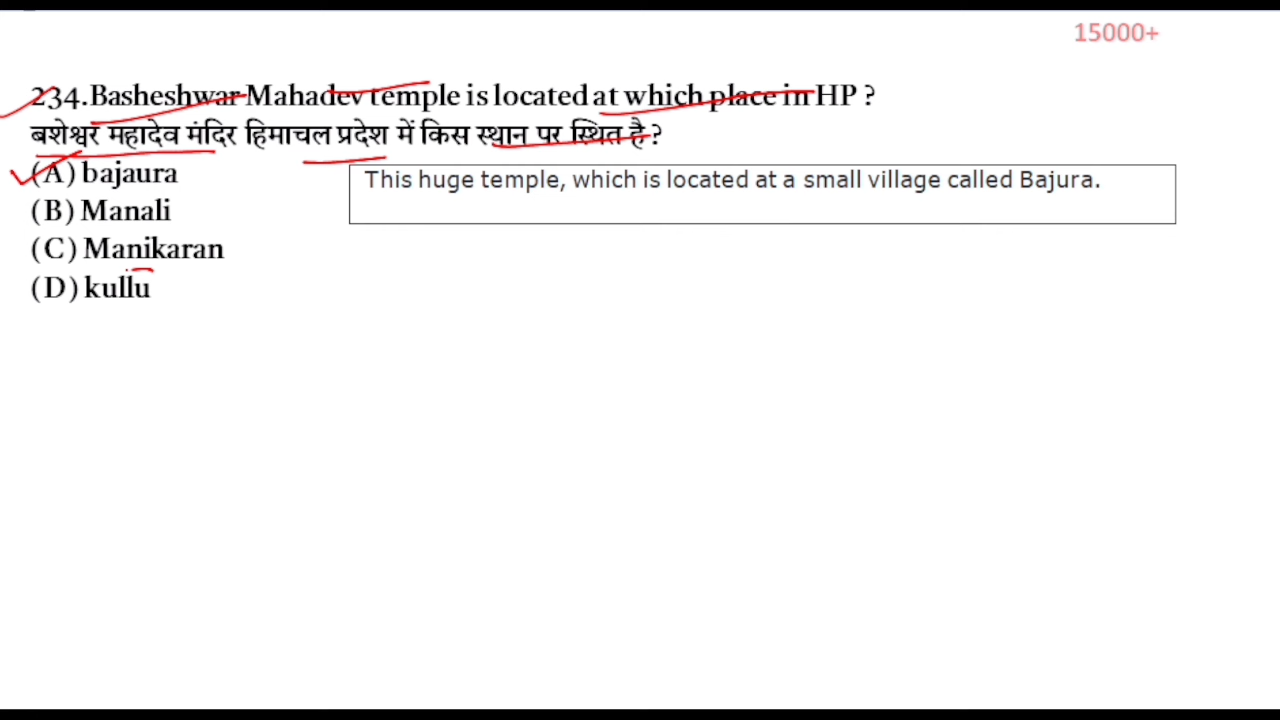 15000+
234.Basheshwar Mahadev temple is located at which place in HP ?
बशेश्वर महादेव मंदिर हिमाचल प्रदेश में किस स्थान पर स्थित है ?
(A) bajaura
This huge temple, which is located at a small village called Bajura.
(B) Manali
(C) Manikaran
(D) kullu